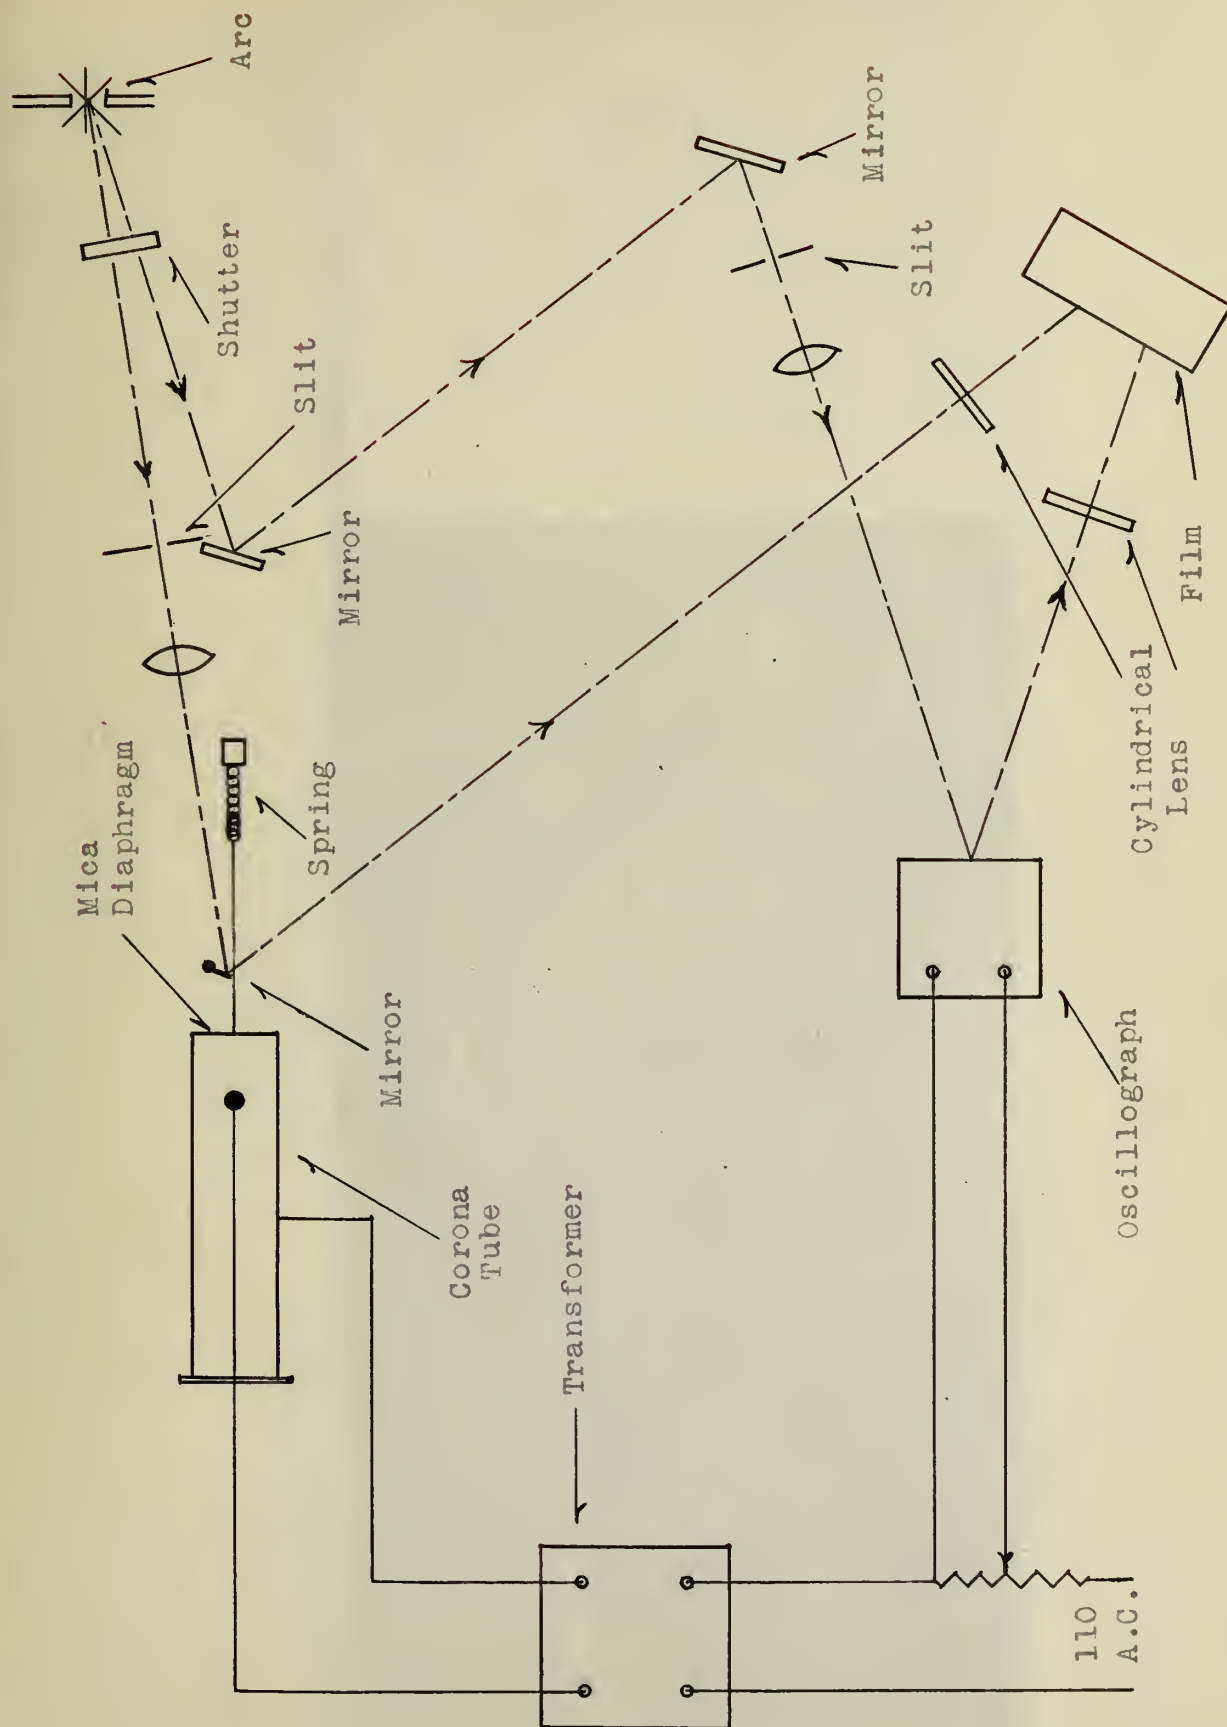 Arc
Shutter
Slit
Mirror
Mirror
Slit
Mica
Diaphragm
Spring
Mirror
Corona
Tube
Transformer
Cylindrical
Lens
Film
Oscillograph
110
A.C.